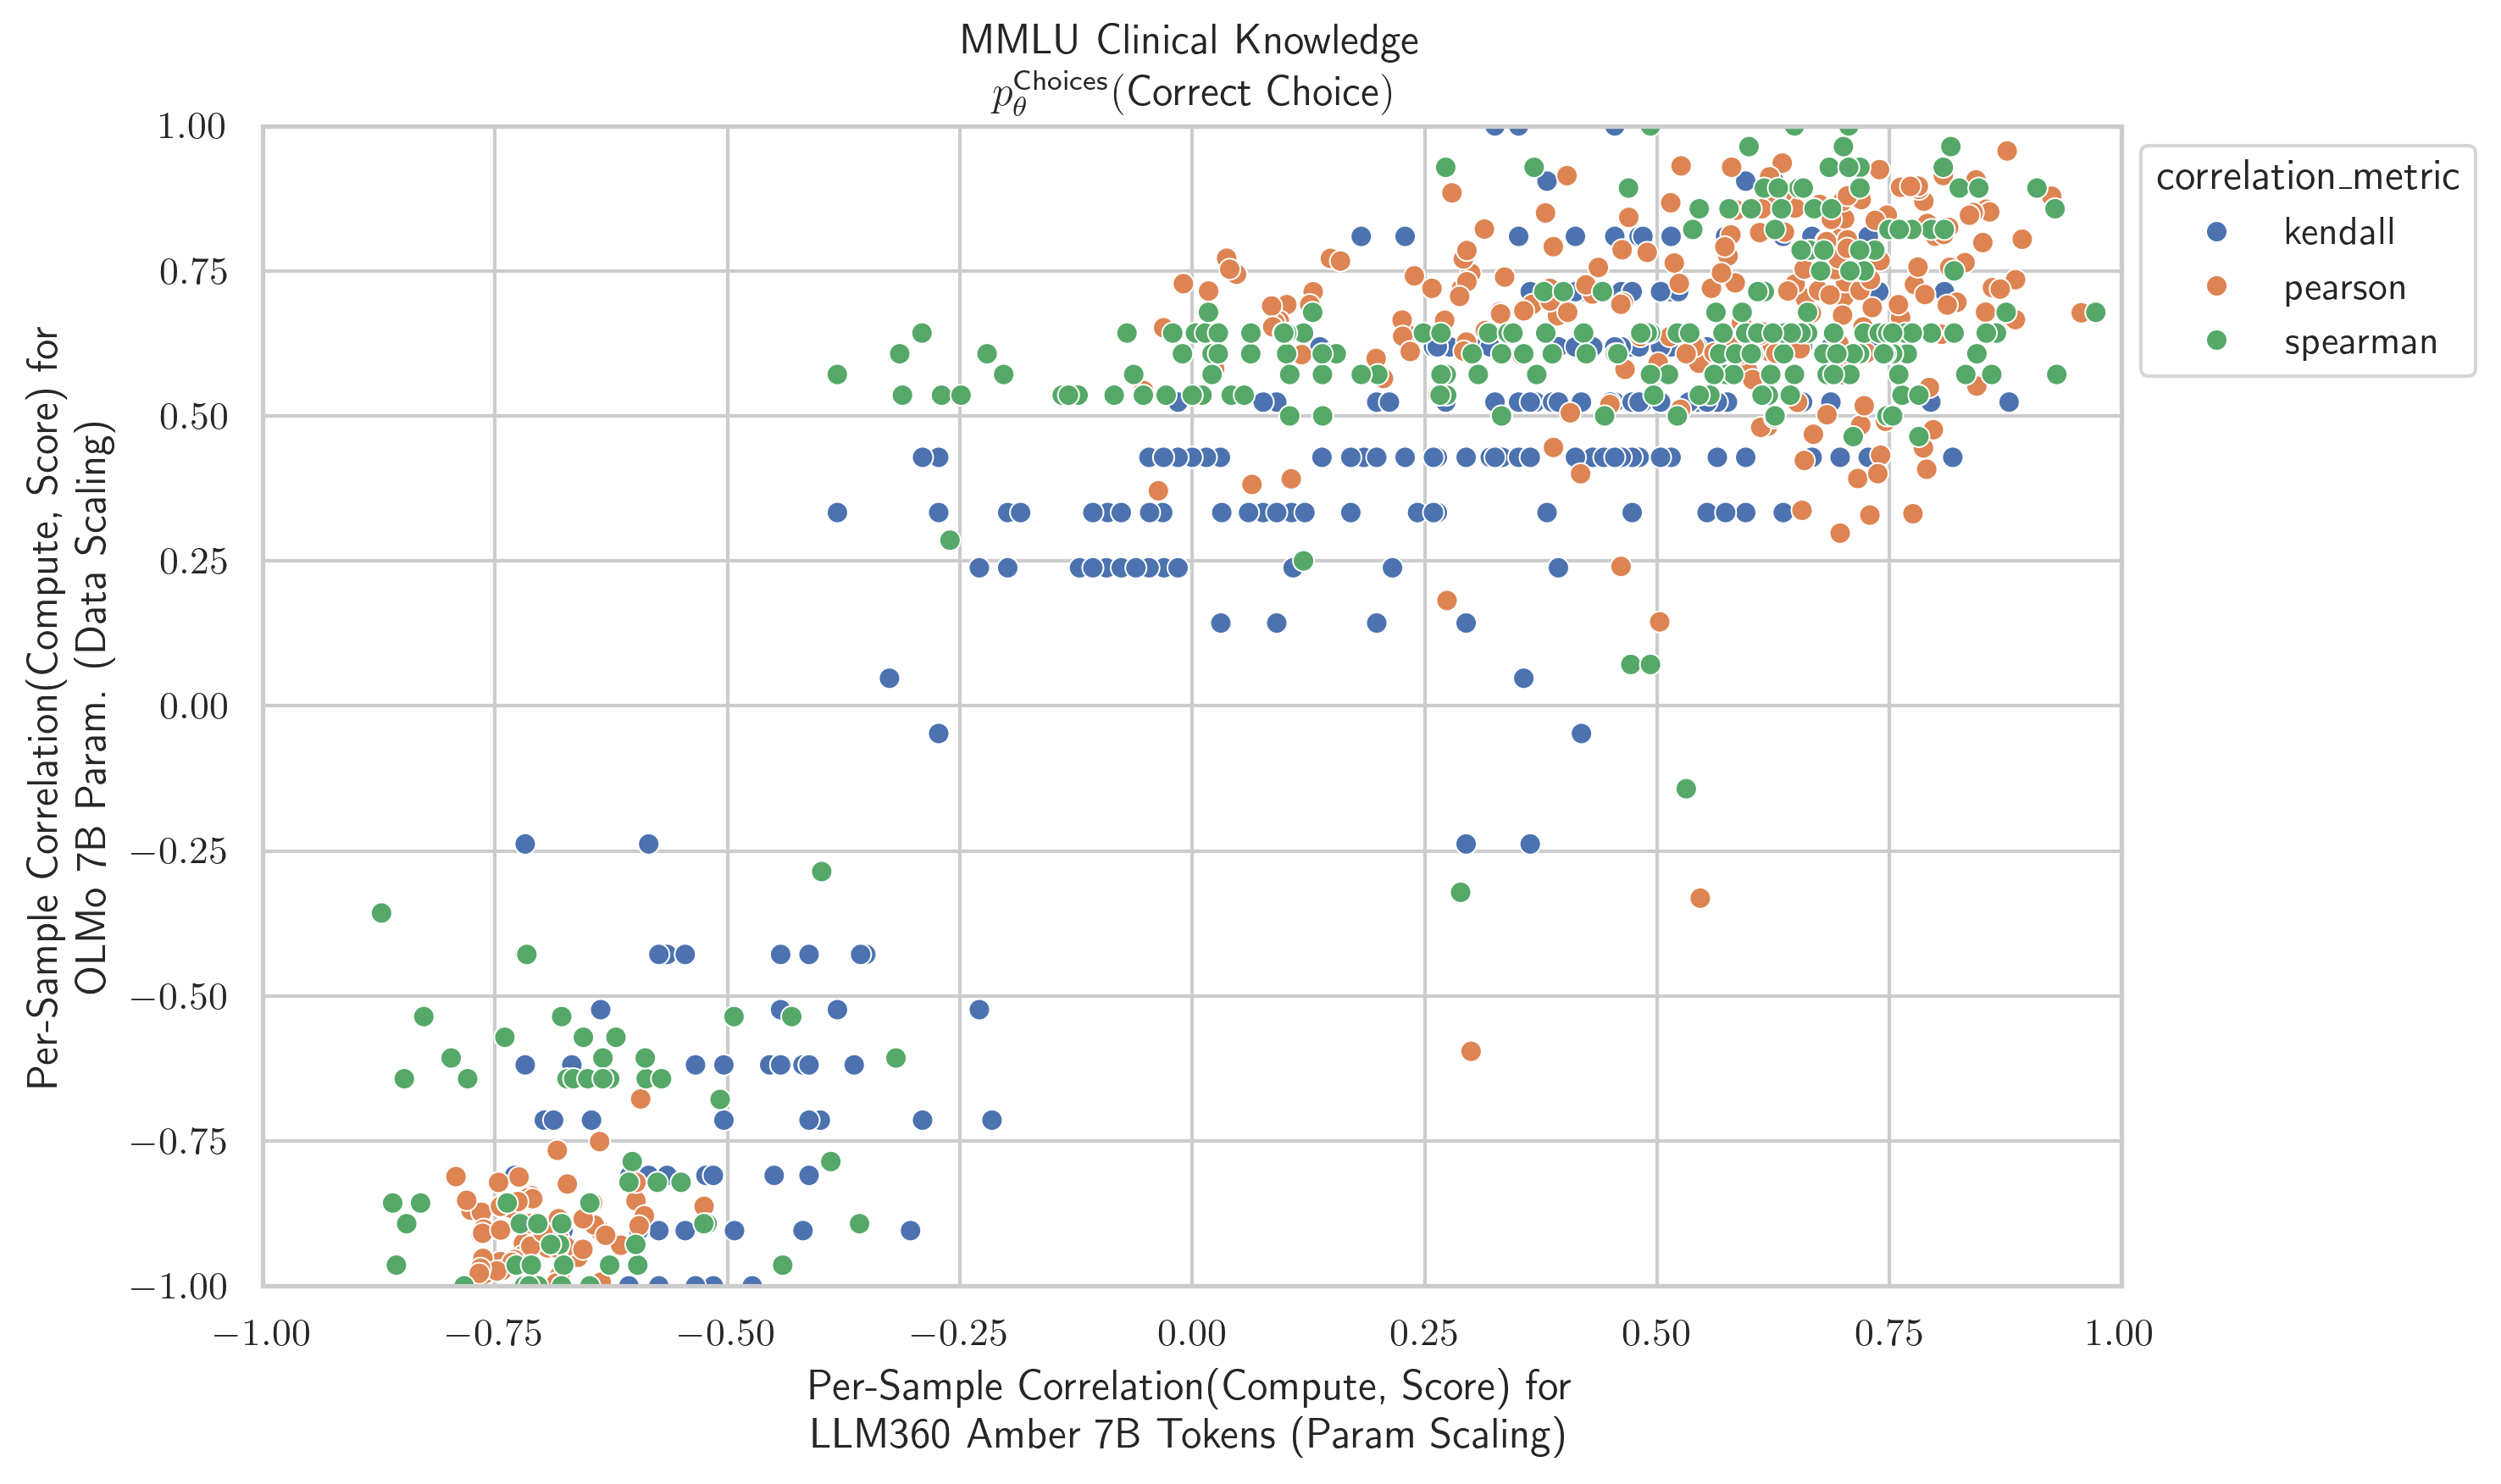 MMLU Clinical Knowledge
p_θ^Choices(Correct Choice)
1.00
0.75
0.50
0.25
0.00
−0.25
−0.50
−0.75
−1.00
Per-Sample Correlation(Compute, Score) for
OLMo 7B Param. (Data Scaling)
correlation_metric
kendall
pearson
spearman
−1.00 −0.75 −0.50 −0.25 0.00 0.25 0.50 0.75 1.00
Per-Sample Correlation(Compute, Score) for
LLM360 Amber 7B Tokens (Param Scaling)